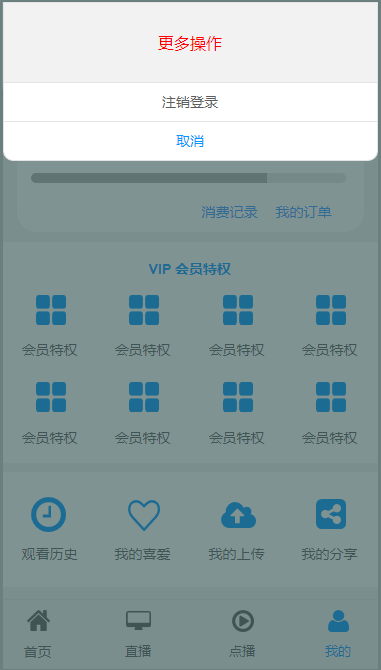 更多操作
注销登录
取消
消费记录 我的订单
VIP 会员特权
会员特权 会员特权 会员特权 会员特权
会员特权 会员特权 会员特权 会员特权
观看历史 我的喜爱 我的上传 我的分享
首页 直播 点播 我的